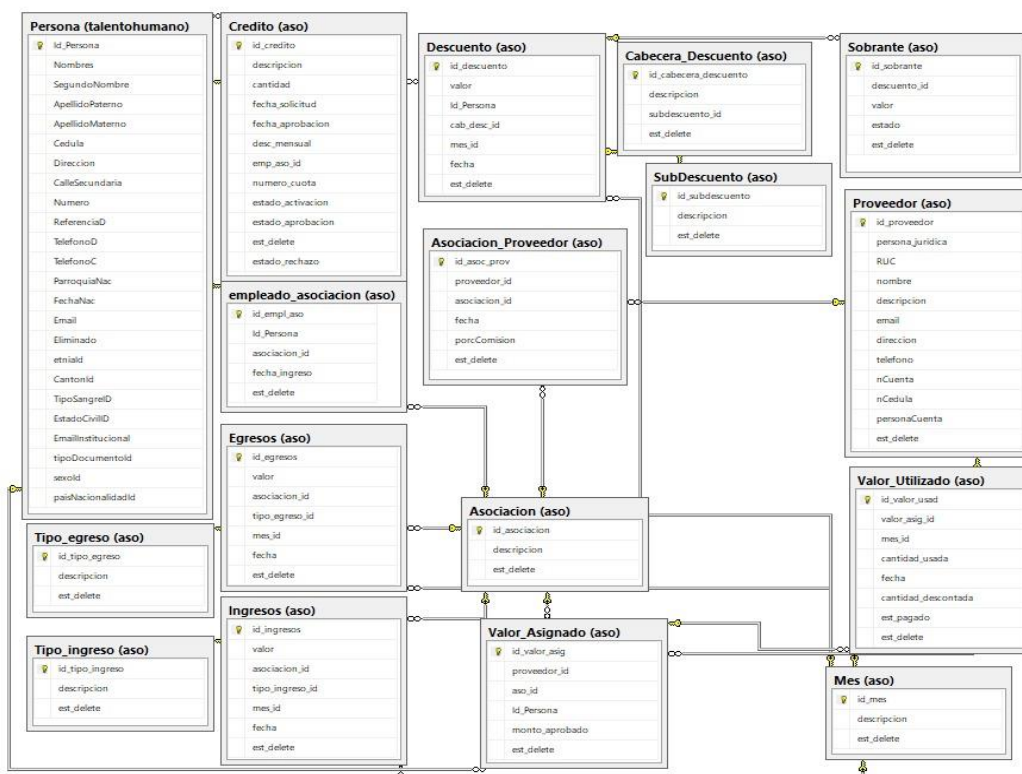 Persona (talentohumano)
Id_Persona
Nombres
SegundoNombre
ApellidoPaterno
ApellidoMaterno
Cedula
Direccion
CalleSecundaria
Numero
ReferenciaD
TelefonoD
TelefonoC
ParroquiaNac
FechaNac
Email
Eliminado
etniaId
CantonId
TipoSangreID
EstadoCivilID
EmailInstitucional
tipoDocumentoId
sexoId
paisNacionalidadId
Tipo_egreso (aso)
id_tipo_egreso
descripcion
est_delete
Tipo_ingreso (aso)
id_tipo_ingreso
descripcion
est_delete
Credito (aso)
id_credito
descripcion
cantidad
fecha_solicitud
fecha_aprobacion
desc_mensual
emp_aso_id
numero_cuota
estado_activacion
estado_aprobacion
est_delete
estado_rechazo
empleado_asociacion (aso)
id_empl_aso
Id_Persona
asociacion_id
fecha_ingreso
est_delete
Egresos (aso)
id_egresos
valor
asociacion_id
tipo_egreso_id
mes_id
fecha
est_delete
Ingresos (aso)
id_ingresos
valor
asociacion_id
tipo_ingreso_id
mes_id
fecha
est_delete
Descuento (aso)
id_descuento
valor
Id_Persona
cab_desc_id
mes_id
fecha
est_delete
Asociacion_Proveedor (aso)
id_asoc_prov
proveedor_id
asociacion_id
fecha
porcComision
est_delete
Asociacion (aso)
id_asociacion
descripcion
est_delete
Valor_Asignado (aso)
id_valor_asig
proveedor_id
aso_id
Id_Persona
monto_aprobado
est_delete
Cabecera_Descuento (aso)
id_cabecera_descuento
descripcion
subdescuento_id
est_delete
SubDescuento (aso)
id_subdescuento
descripcion
est_delete
Sobrante (aso)
id_sobrante
descuento_id
valor
estado
est_delete
Proveedor (aso)
id_proveedor
persona_juridica
RUC
nombre
descripcion
email
direccion
telefono
nCuenta
nCedula
personaCuenta
est_delete
Valor_Utilizado (aso)
id_valor_usad
valor_asig_id
mes_id
cantidad_usada
fecha
cantidad_descontada
est_pagado
est_delete
Mes (aso)
id_mes
descripcion
est_delete